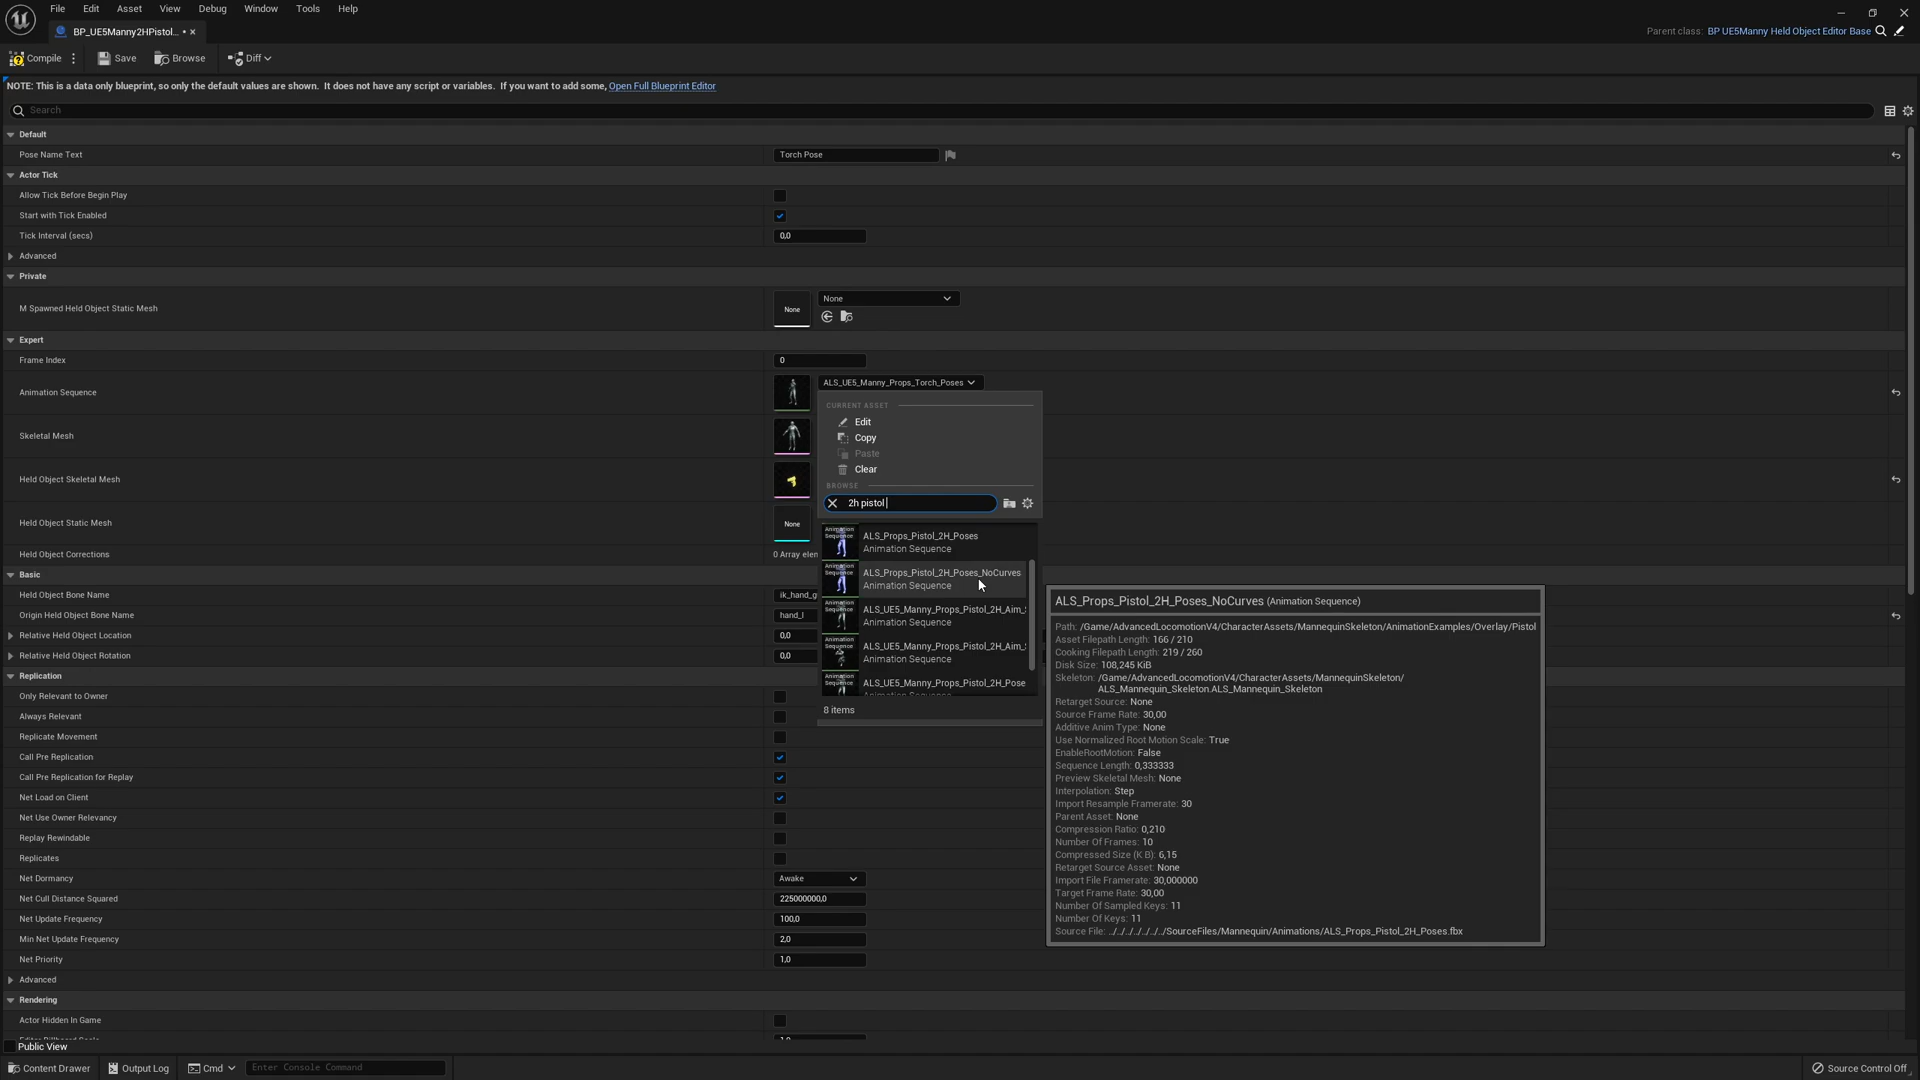 File Edit Asset View Debug Window Tools Help
BP_UE5Manny2HPistol... •
Parent class: BP UE5Manny Held Object Editor Base
Compile Save Browse Diff
NOTE: This is a data only blueprint, so only the default values are shown. It does not have any script or variables. If you want to add some, Open Full Blueprint Editor
Search
Default
Pose Name Text Torch Pose
Actor Tick
Allow Tick Before Begin Play
Start with Tick Enabled
Tick Interval (secs) 0,0
Advanced
Private
None
M Spawned Held Object Static Mesh None
Expert
Frame Index 0
ALS_UE5_Manny_Props_Torch_Poses
Animation Sequence
CURRENT ASSET
Edit
Skeletal Mesh Copy
Paste
Clear
Held Object Skeletal Mesh
BROWSE
2h pistol
Held Object Static Mesh None
ALS_Props_Pistol_2H_Poses
Animation Sequence
Held Object Corrections 0 Array elen
Basic
ALS_Props_Pistol_2H_Poses_NoCurves
Animation Sequence
Held Object Bone Name ik_hand_g
Origin Held Object Bone Name hand_l
ALS_UE5_Manny_Props_Pistol_2H_Aim_
Animation Sequence
Relative Held Object Location 0,0
ALS_UE5_Manny_Props_Pistol_2H_Aim_
Animation Sequence
Relative Held Object Rotation 0,0
ALS_UE5_Manny_Props_Pistol_2H_Pose
8 items
ALS_Props_Pistol_2H_Poses_NoCurves (Animation Sequence)
Path: /Game/AdvancedLocomotionV4/CharacterAssets/MannequinSkeleton/AnimationExamples/Overlay/Pistol
Asset Filepath Length: 166 / 210
Cooking Filepath Length: 219 / 260
Disk Size: 108,245 KiB
Skeleton: /Game/AdvancedLocomotionV4/CharacterAssets/MannequinSkeleton/
ALS_Mannequin_Skeleton.ALS_Mannequin_Skeleton
Retarget Source: None
Source Frame Rate: 30,00
Additive Anim Type: None
Use Normalized Root Motion Scale: True
EnableRootMotion: False
Sequence Length: 0,333333
Preview Skeletal Mesh: None
Interpolation: Step
Import Resample Framerate: 30
Parent Asset: None
Compression Ratio: 0,210
Number Of Frames: 10
Compressed Size (K B): 6,15
Retarget Source Asset: None
Import File Framerate: 30,000000
Target Frame Rate: 30,00
Number Of Sampled Keys: 11
Number Of Keys: 11
Source File: ../../../../../../../SourceFiles/Mannequin/Animations/ALS_Props_Pistol_2H_Poses.fbx
Replication
Only Relevant to Owner
Always Relevant
Replicate Movement
Call Pre Replication
Call Pre Replication for Replay
Net Load on Client
Net Use Owner Relevancy
Replay Rewindable
Replicates
Net Dormancy Awake
Net Cull Distance Squared 225000000,0
Net Update Frequency 100,0
Min Net Update Frequency 2,0
Net Priority 1,0
Advanced
Rendering
Actor Hidden In Game
Public View
Content Drawer Output Log Cmd Enter Console Command Source Control Off